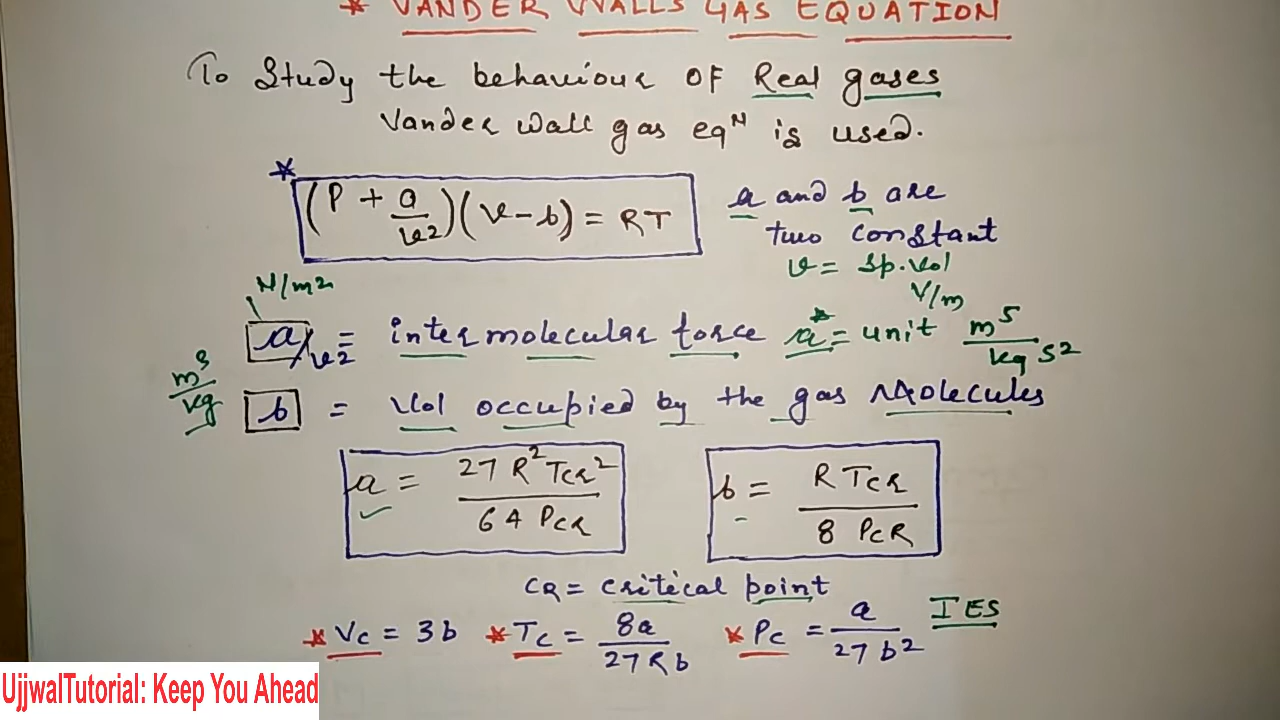 * VANDER WALLS GAS EQUATION
To Study the behaviour OF Real gases
Vander wall gas eqᴺ is used.
* (P + a/v²)(v - b) = RT
a and b are
two constant
v = sp.vol
V/m
N/m²
a/v² = inter molecular force a* = unit m⁵/kg s²
m³/kg b = Vol occupied by the gas Molecules
a = 27 R² Tcr² / 64 PcR
b = R TcR / 8 PcR
CR = critical point
* Vc = 3b * Tc = 8a / 27Rb * Pc = a / 27b² IES
UjjwalTutorial: Keep You Ahead